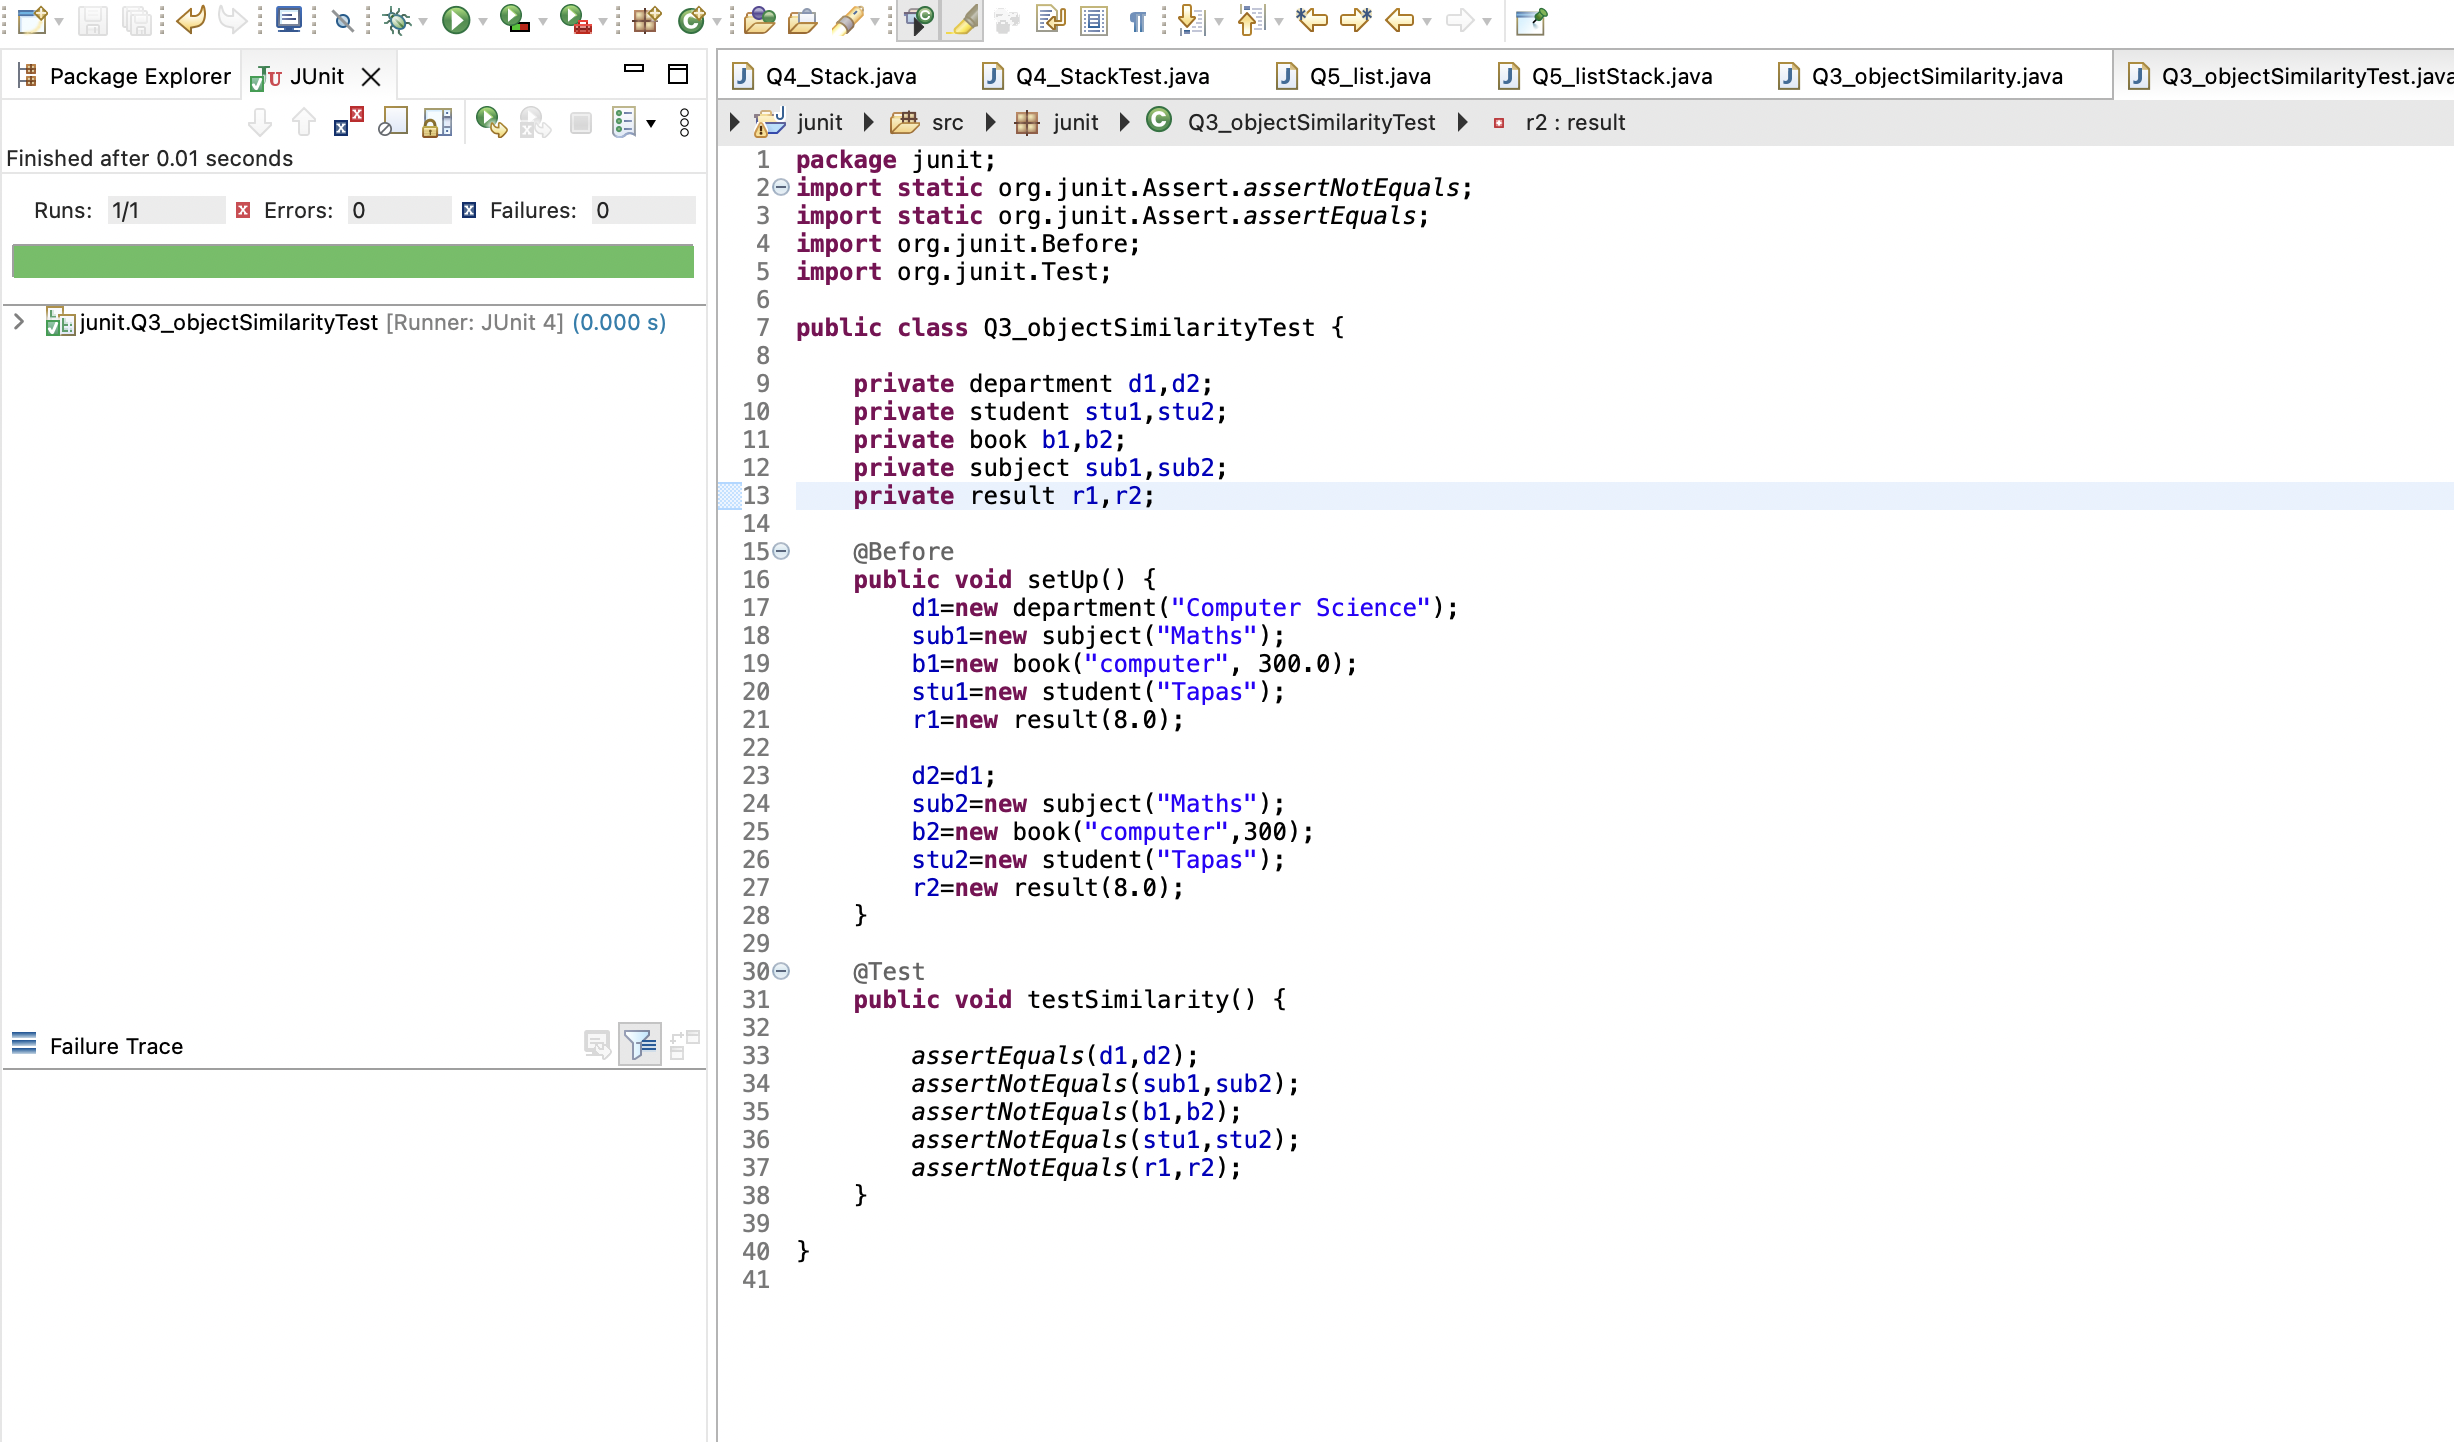 Package Explorer JUnit
Finished after 0.01 seconds
Runs: 1/1 Errors: 0 Failures: 0
junit.Q3_objectSimilarityTest [Runner: JUnit 4] (0.000 s)
Failure Trace
Q4_Stack.java Q4_StackTest.java Q5_list.java Q5_listStack.java Q3_objectSimilarity.java Q3_objectSimilarityTest.java
junit src junit Q3_objectSimilarityTest r2 : result
1 package junit;
2 import static org.junit.Assert.assertNotEquals;
3 import static org.junit.Assert.assertEquals;
4 import org.junit.Before;
5 import org.junit.Test;
6
7 public class Q3_objectSimilarityTest {
8
9 private department d1,d2;
10 private student stu1,stu2;
11 private book b1,b2;
12 private subject sub1,sub2;
13 private result r1,r2;
14
15 @Before
16 public void setUp() {
17 d1=new department("Computer Science");
18 sub1=new subject("Maths");
19 b1=new book("computer", 300.0);
20 stu1=new student("Tapas");
21 r1=new result(8.0);
22
23 d2=d1;
24 sub2=new subject("Maths");
25 b2=new book("computer",300);
26 stu2=new student("Tapas");
27 r2=new result(8.0);
28 }
29
30 @Test
31 public void testSimilarity() {
32
33 assertEquals(d1,d2);
34 assertNotEquals(sub1,sub2);
35 assertNotEquals(b1,b2);
36 assertNotEquals(stu1,stu2);
37 assertNotEquals(r1,r2);
38 }
39
40 }
41